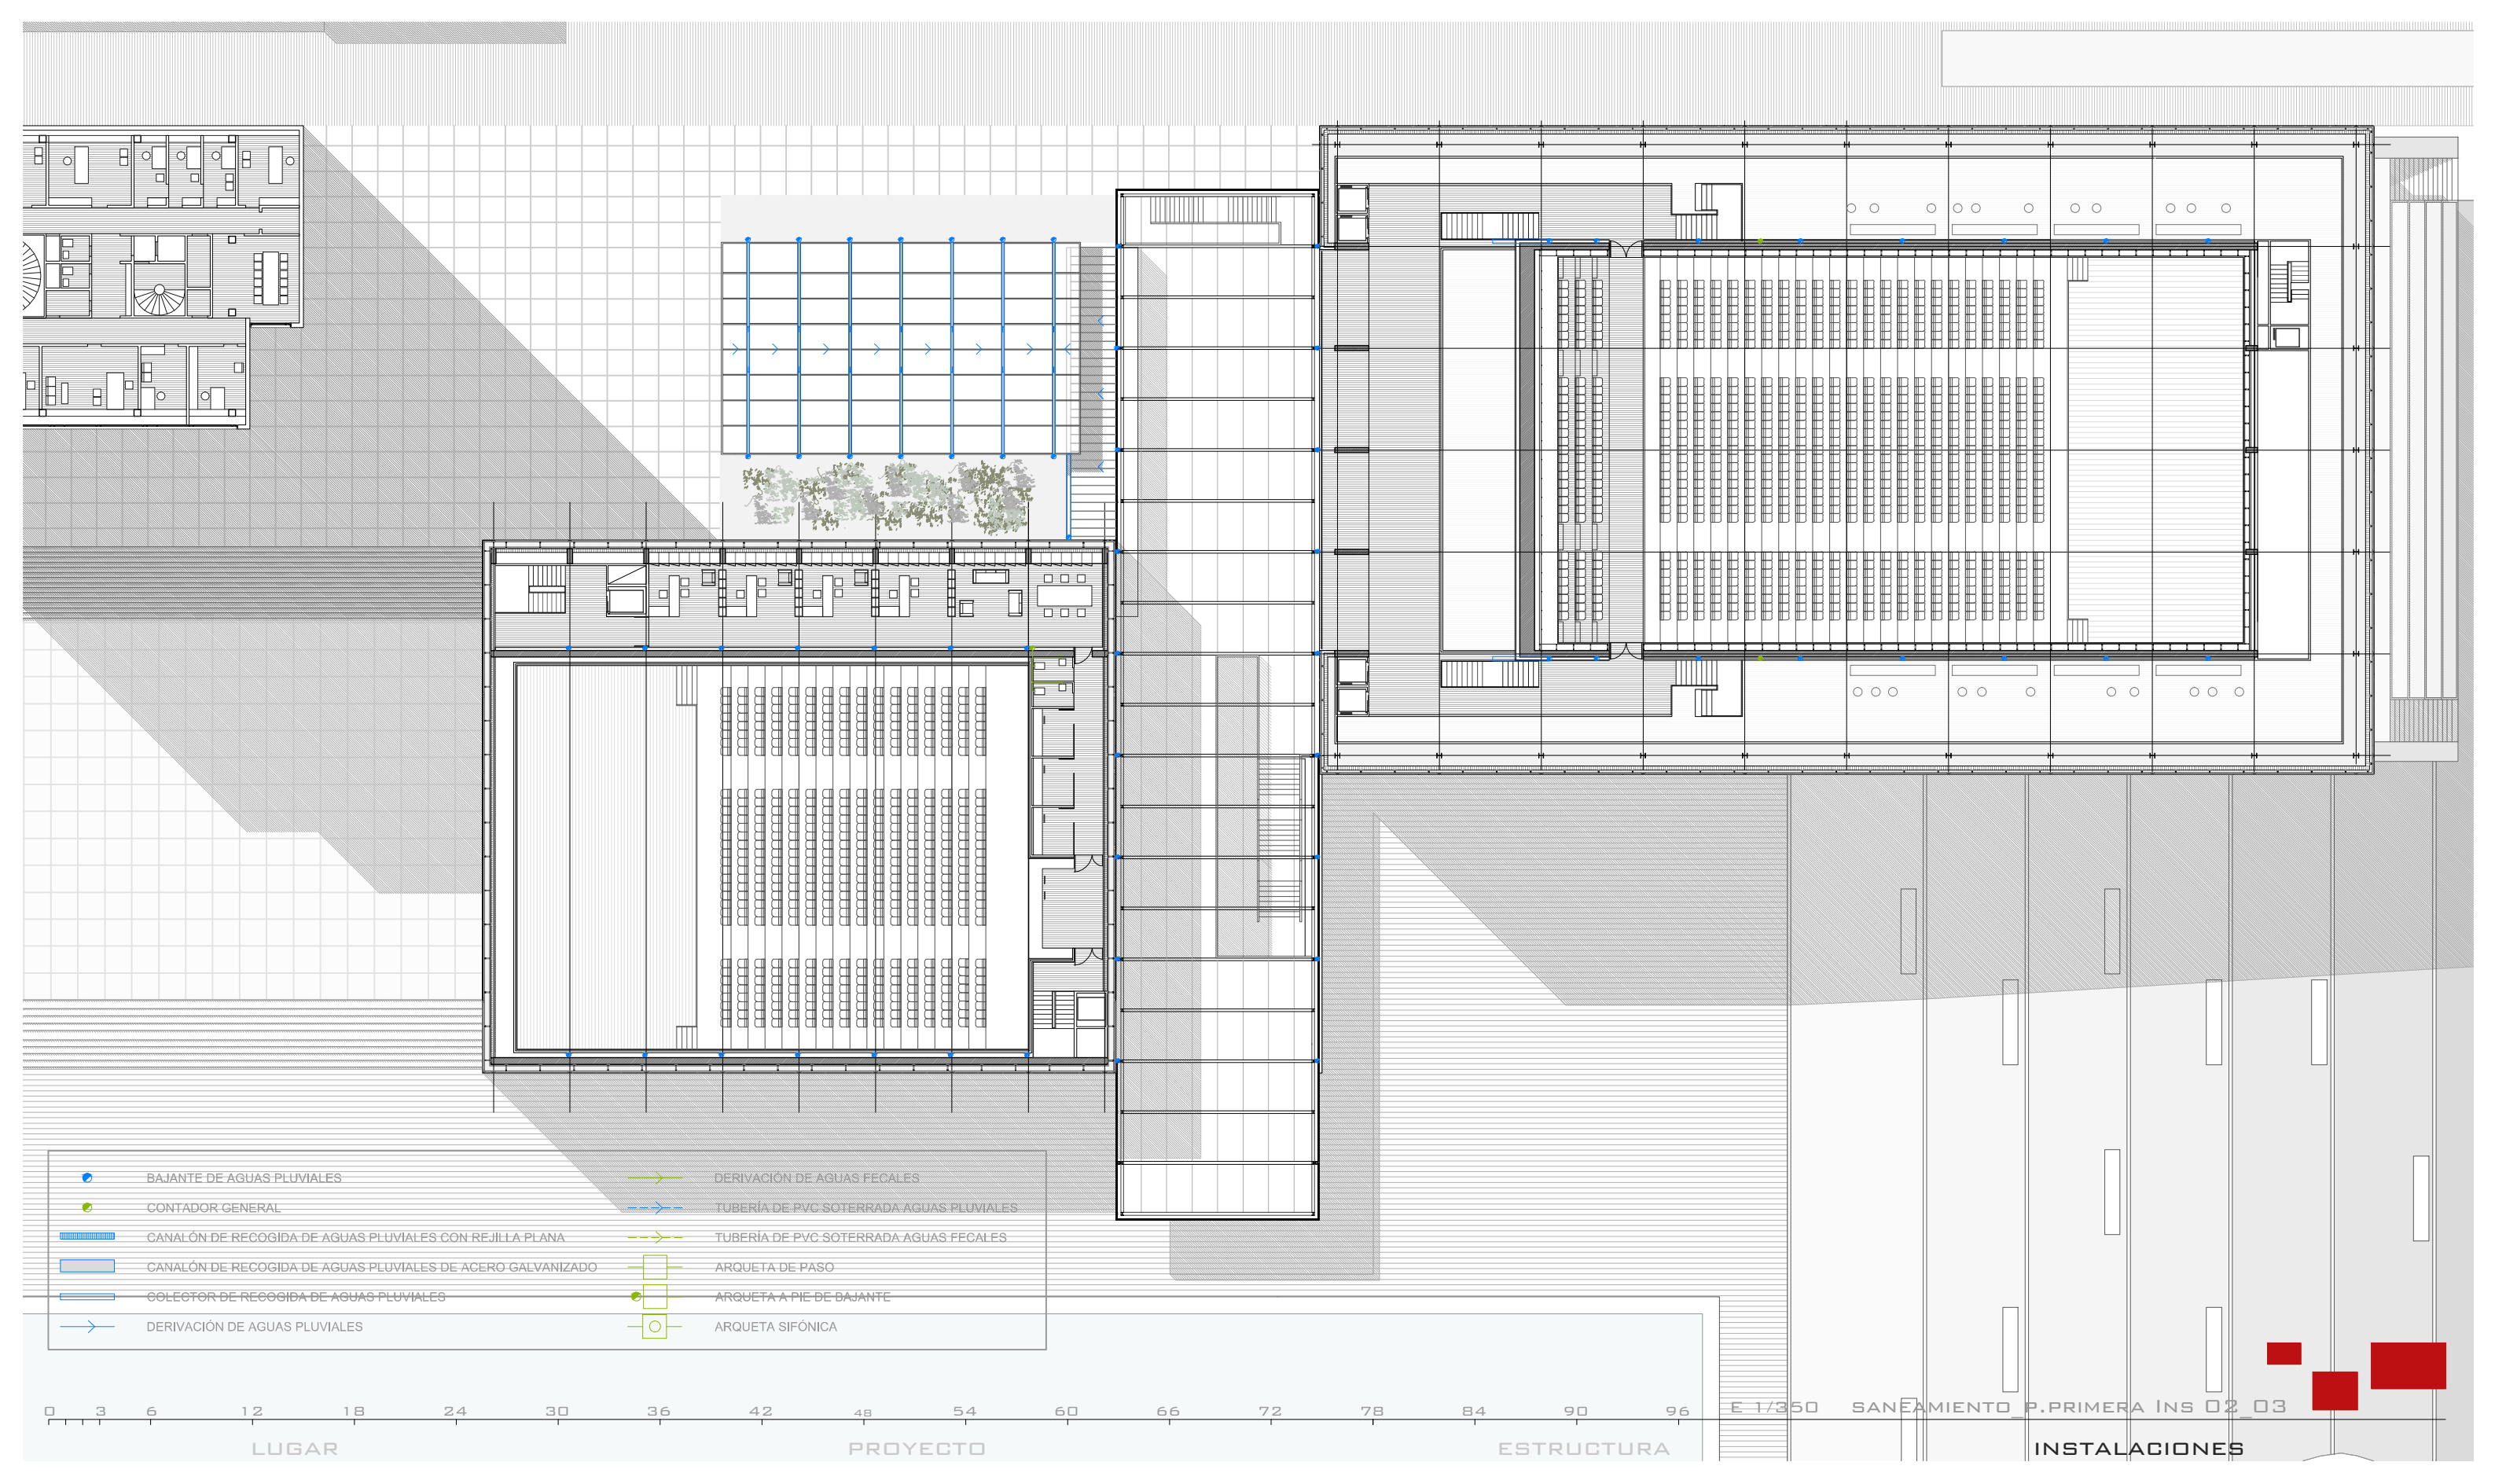 BAJANTE DE AGUAS PLUVIALES
CONTADOR GENERAL
CANALÓN DE RECOGIDA DE AGUAS PLUVIALES CON REJILLA PLANA
CANALÓN DE RECOGIDA DE AGUAS PLUVIALES DE ACERO GALVANIZADO
COLECTOR DE RECOGIDA DE AGUAS PLUVIALES
DERIVACIÓN DE AGUAS PLUVIALES
DERIVACIÓN DE AGUAS FECALES
TUBERÍA DE PVC SOTERRADA AGUAS PLUVIALES
TUBERÍA DE PVC SOTERRADA AGUAS FECALES
ARQUETA DE PASO
ARQUETA A PIE DE BAJANTE
ARQUETA SIFÓNICA
0 3 6 12 18 24 30 36 42 48 54 60 66 72 78 84 90 96 E 1/350 SANEAMIENTO_P.PRIMERA INS 02_03
LUGAR PROYECTO ESTRUCTURA INSTALACIONES